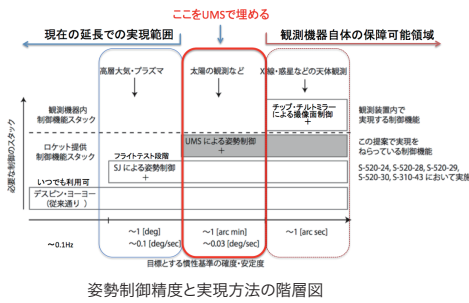 ここをUMSで埋める
現在の延長での実現範囲
観測機器自体の保障可能領域
高層大気・プラズマ
太陽の観測など
X線・惑星などの天体観測
必要な制御のスタック
観測機器内
制御機能スタック
チップ・チルトミラー
による撮像面制御
+
観測装置内で
実現する制御機能
ロケット提供
制御機能スタック
UMS による姿勢制御
+
この提案で実現を
ねらっている制御機能
フライトテスト段階
SJ による姿勢制御
+
S-520-24, S-520-28, S-520-29,
S-520-30, S-310-43 において実施
いつでも利用可
デスピン・ヨーヨー
(従来通り )
~0.1Hz
~1 [deg]
~0.1 [deg/sec]
~1 [arc min]
~0.03 [deg/sec]
~1 [arc sec]
目標とする慣性基準の確度・安定度
姿勢制御精度と実現方法の階層図